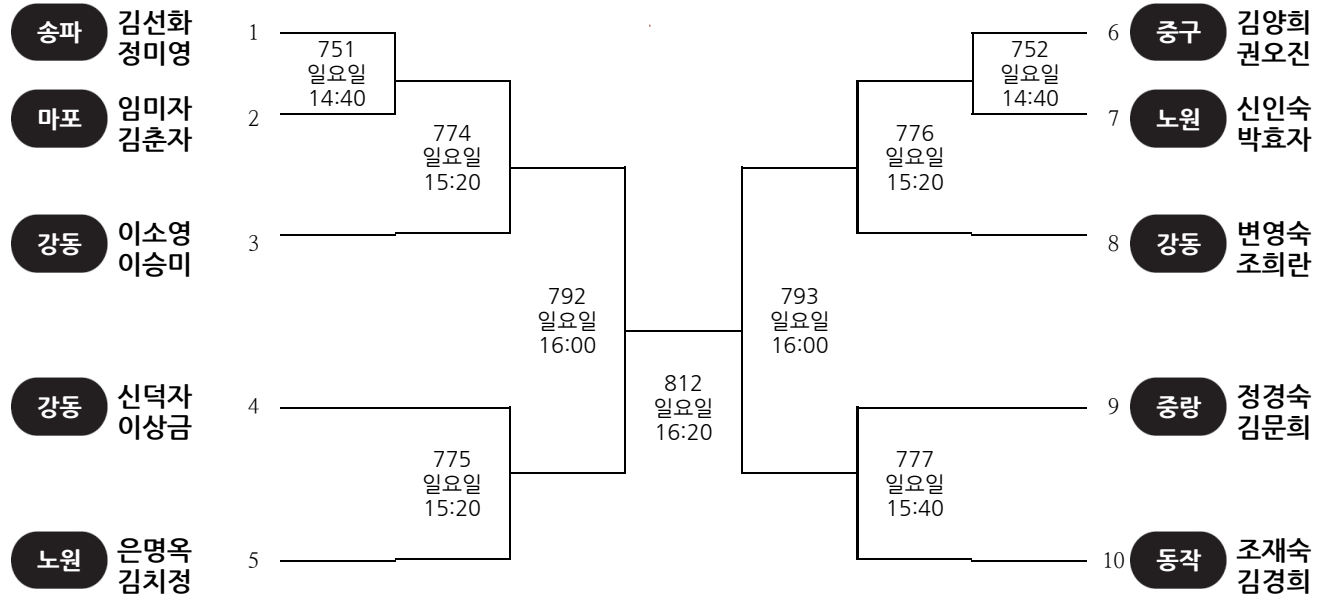 송파
김선화
정미영
1
마포
임미자
김춘자
2
751
일요일
14:40
774
일요일
15:20
강동
이소영
이승미
3
792
일요일
16:00
강동
신덕자
이상금
4
775
일요일
15:20
노원
은명옥
김치정
5
812
일요일
16:20
6
중구
김양희
권오진
752
일요일
14:40
7
노원
신인숙
박효자
776
일요일
15:20
8
강동
변영숙
조희란
793
일요일
16:00
9
중랑
정경숙
김문희
777
일요일
15:40
10
동작
조재숙
김경희